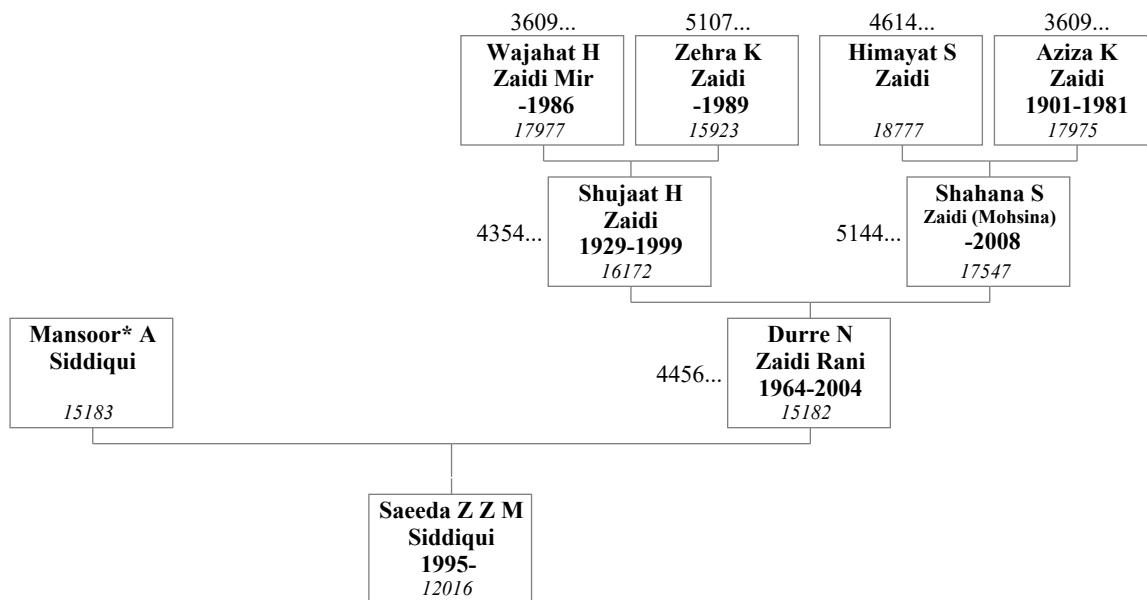 3609...
5107...
4614...
3609...
Wajahat H
Zaidi Mir
-1986
17977
Zehra K
Zaidi
-1989
15923
Himayat S
Zaidi
18777
Aziza K
Zaidi
1901-1981
17975
4354...
Shujaat H
Zaidi
1929-1999
16172
5144...
Shahana S
Zaidi (Mohsina)
-2008
17547
Mansoor* A
Siddiqui
15183
4456...
Durre N
Zaidi Rani
1964-2004
15182
Saeeda Z Z M
Siddiqui
1995-
12016